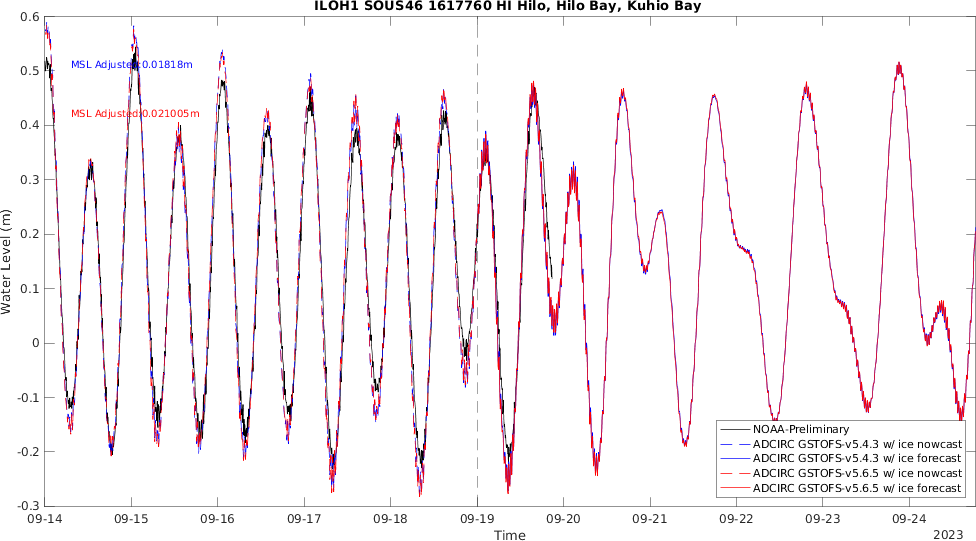 ILOH1 SOUS46 1617760 HI Hilo, Hilo Bay, Kuhio Bay
0.6
MSL Adjusted:0.01818m
0.5
MSL Adjusted:0.021005m
0.4
0.3
0.2
0.1
0
-0.1
-0.2
-0.3
Water Level (m)
NOAA-Preliminary
ADCIRC GSTOFS-v5.4.3 w/ ice nowcast
ADCIRC GSTOFS-v5.4.3 w/ ice forecast
ADCIRC GSTOFS-v5.6.5 w/ ice nowcast
ADCIRC GSTOFS-v5.6.5 w/ ice forecast
09-14 09-15 09-16 09-17 09-18 09-19 09-20 09-21 09-22 09-23 09-24
Time
2023